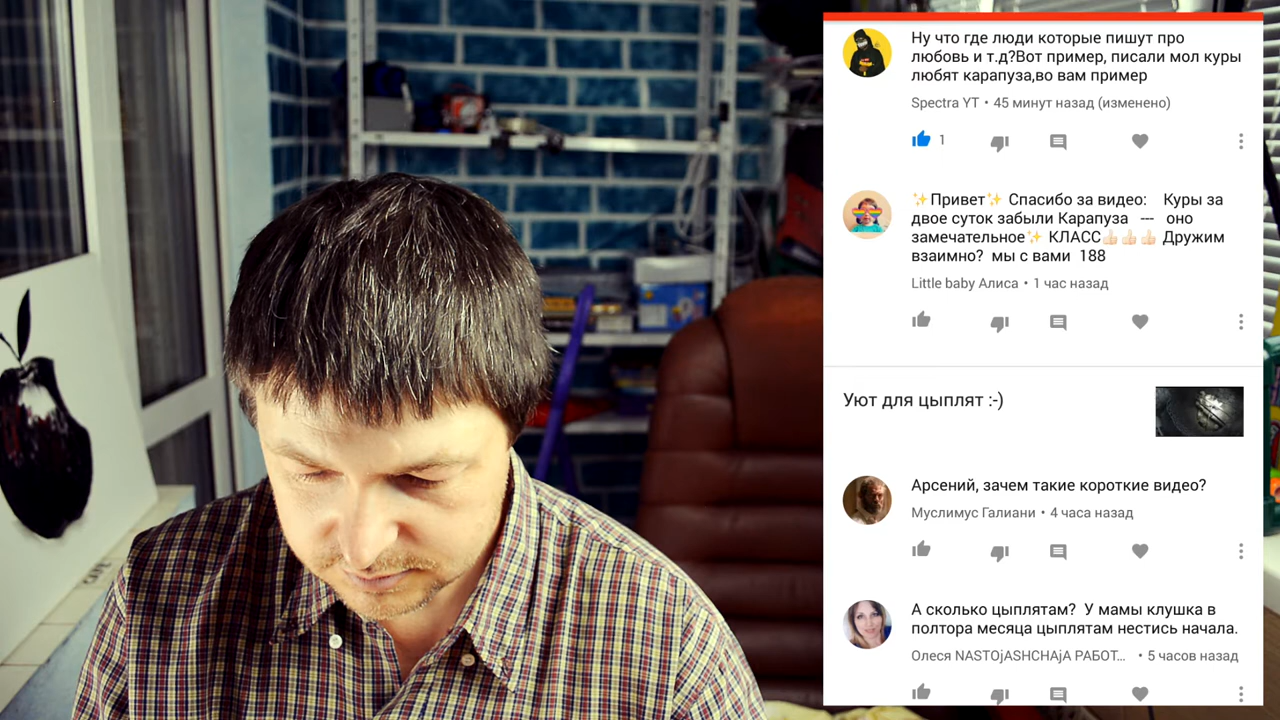 Ну что где люди которые пишут про
любовь и т.д?Вот пример, писали мол куры
любят карапуза,во вам пример
Spectra YT • 45 минут назад (изменено)
1
✨Привет✨ Спасибо за видео: Куры за
двое суток забыли Карапуза --- оно
замечательное✨ КЛАСС👍🏻👍🏻👍🏻 Дружим
взаимно? мы с вами 188
Little baby Алиса • 1 час назад
Уют для цыплят :-)
Арсений, зачем такие короткие видео?
Муслимус Галиани • 4 часа назад
А сколько цыплятам? У мамы клушка в
полтора месяца цыплятам нестись начала.
Олеся NASTOjASHCHAjA РАБОТ... • 5 часов назад